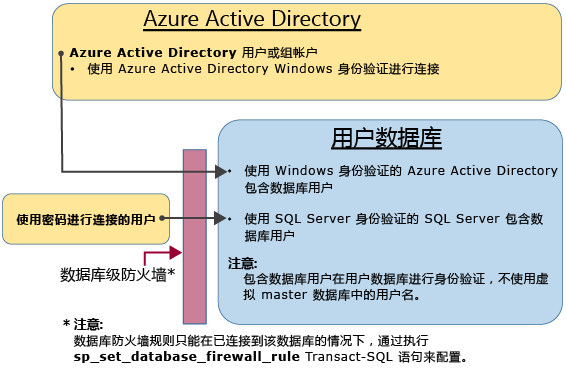 Azure Active Directory
Azure Active Directory 用户或组帐户
• 使用 Azure Active Directory Windows 身份验证进行连接
用户数据库
• 使用 Windows 身份验证的 Azure Active Directory
包含数据库用户
使用密码进行连接的用户
• 使用 SQL Server 身份验证的 SQL Server 包含数
据库用户
注意:
包含数据库用户在用户数据库进行身份验证，不使用虚
拟 master 数据库中的用户名。
数据库级防火墙*
* 注意:
数据库防火墙规则只能在已连接到该数据库的情况下，通过执行
sp_set_database_firewall_rule Transact-SQL 语句来配置。